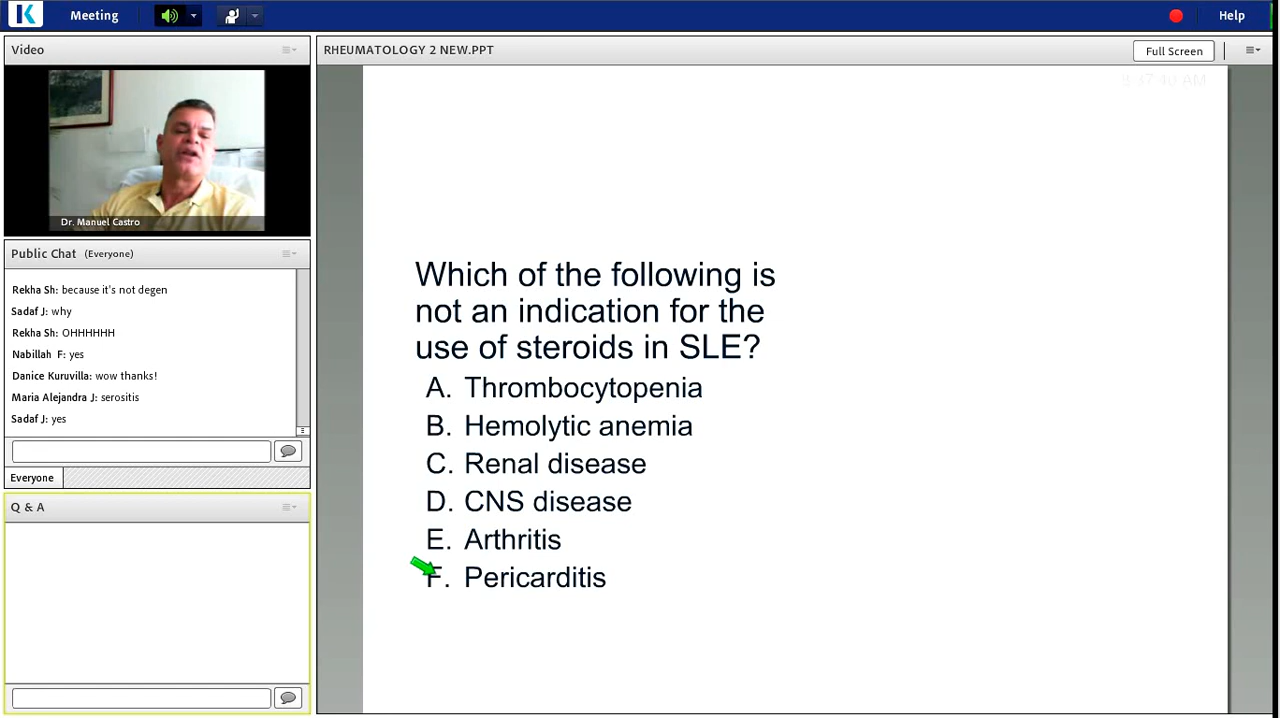 K
Meeting
Help
Video
Dr. Manuel Castro
Public Chat (Everyone)
Rekha Sh: because it's not degen
Sadaf J: why
Rekha Sh: OHHHHHH
Nabillah F: yes
Danice Kuruvilla: wow thanks!
Maria Alejandra J: serositis
Sadaf J: yes
Everyone
Q & A
RHEUMATOLOGY 2 NEW.PPT
Full Screen
Which of the following is
not an indication for the
use of steroids in SLE?
A. Thrombocytopenia
B. Hemolytic anemia
C. Renal disease
D. CNS disease
E. Arthritis
F. Pericarditis